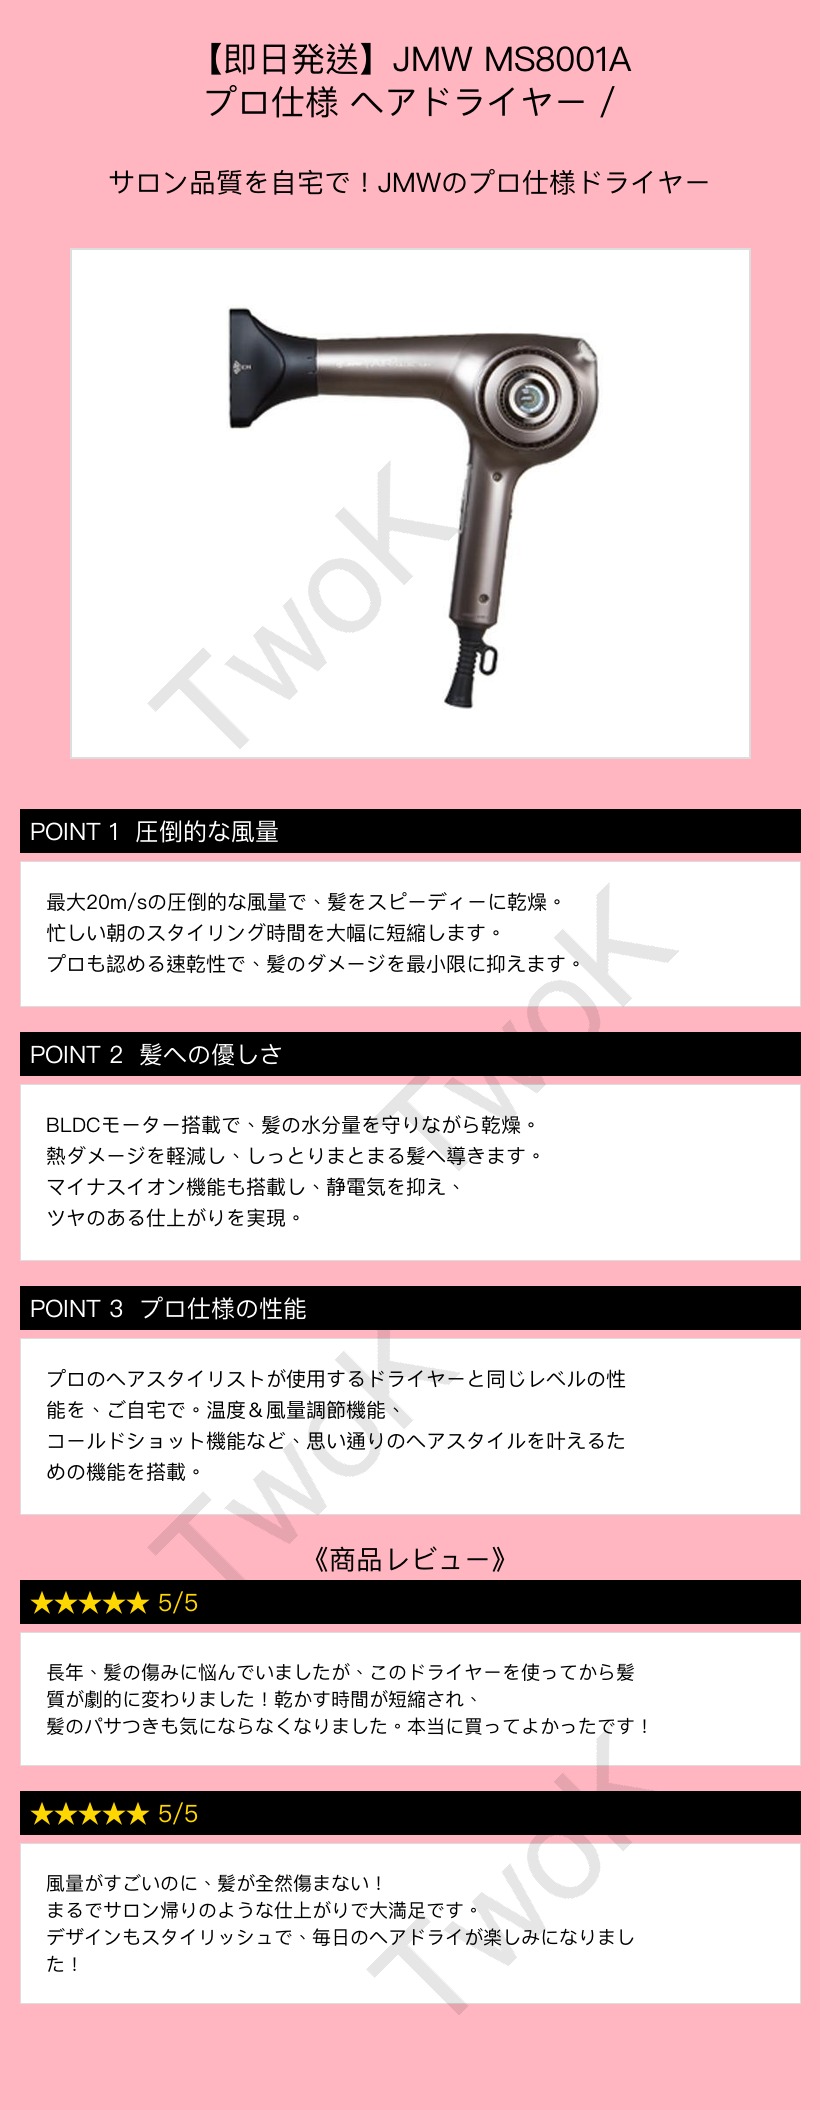 【即日発送】JMW MS8001A
プロ仕様 ヘアドライヤー /
サロン品質を自宅で！JMWのプロ仕様ドライヤー
TwoK
POINT 1 圧倒的な風量
最大20m/sの圧倒的な風量で、髪をスピーディーに乾燥。
忙しい朝のスタイリング時間を大幅に短縮します。
プロも認める速乾性で、髪のダメージを最小限に抑えます。
TwoK
POINT 2 髪への優しさ
BLDCモーター搭載で、髪の水分量を守りながら乾燥。
熱ダメージを軽減し、しっとりまとまる髪へ導きます。
マイナスイオン機能も搭載し、静電気を抑え、
ツヤのある仕上がりを実現。
POINT 3 プロ仕様の性能
プロのヘアスタイリストが使用するドライヤーと同じレベルの性
能を、ご自宅で。温度＆風量調節機能、
コールドショット機能など、思い通りのヘアスタイルを叶えるた
めの機能を搭載。
TwoK
《商品レビュー》
★★★★★ 5/5
長年、髪の傷みに悩んでいましたが、このドライヤーを使ってから髪
質が劇的に変わりました！乾かす時間が短縮され、
髪のパサつきも気にならなくなりました。本当に買ってよかったです！
★★★★★ 5/5
風量がすごいのに、髪が全然傷まない！
まるでサロン帰りのような仕上がりで大満足です。
デザインもスタイリッシュで、毎日のヘアドライが楽しみになりまし
た！
TwoK